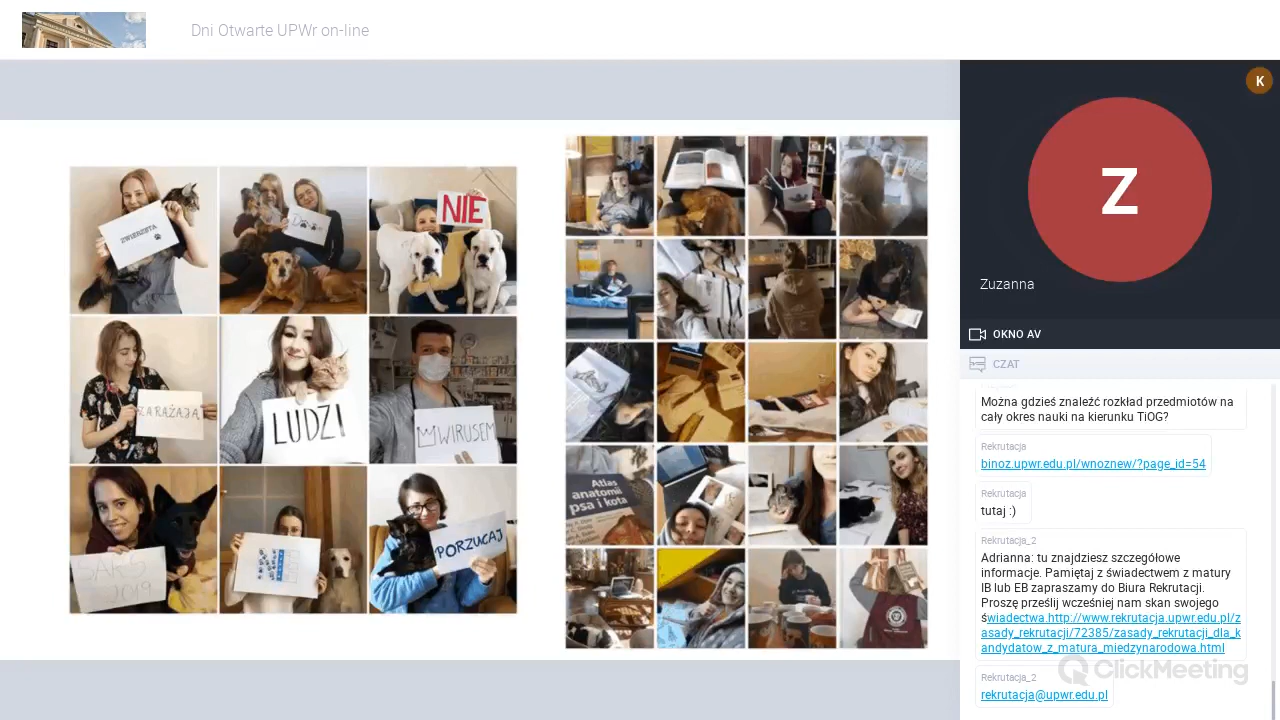 Dni Otwarte UPWr on-line
ZWIERZĘTA
NIE
ZARAŻAJĄ
LUDZI
WIRUSEM
SARS
2019
PORZUCAJ
Atlas
anatomii
psa i kota
K
Z
Zuzanna
OKNO AV
CZAT
Można gdzieś znaleźć rozkład przedmiotów na
cały okres nauki na kierunku TiOG?
Rekrutacja
binoz.upwr.edu.pl/wnoznew/?page_id=54
Rekrutacja
tutaj :)
Rekrutacja_2
Adrianna: tu znajdziesz szczegółowe
informacje. Pamiętaj z świadectwem z matury
IB lub EB zapraszamy do Biura Rekrutacji.
Proszę prześlij wcześniej nam skan swojego
świadectwa.http://www.rekrutacja.upwr.edu.pl/z
asady_rekrutacji/72385/zasady_rekrutacji_dla_k
andydatow_z_matura_miedzynarodowa.html
ClickMeeting
Rekrutacja_2
rekrutacja@upwr.edu.pl